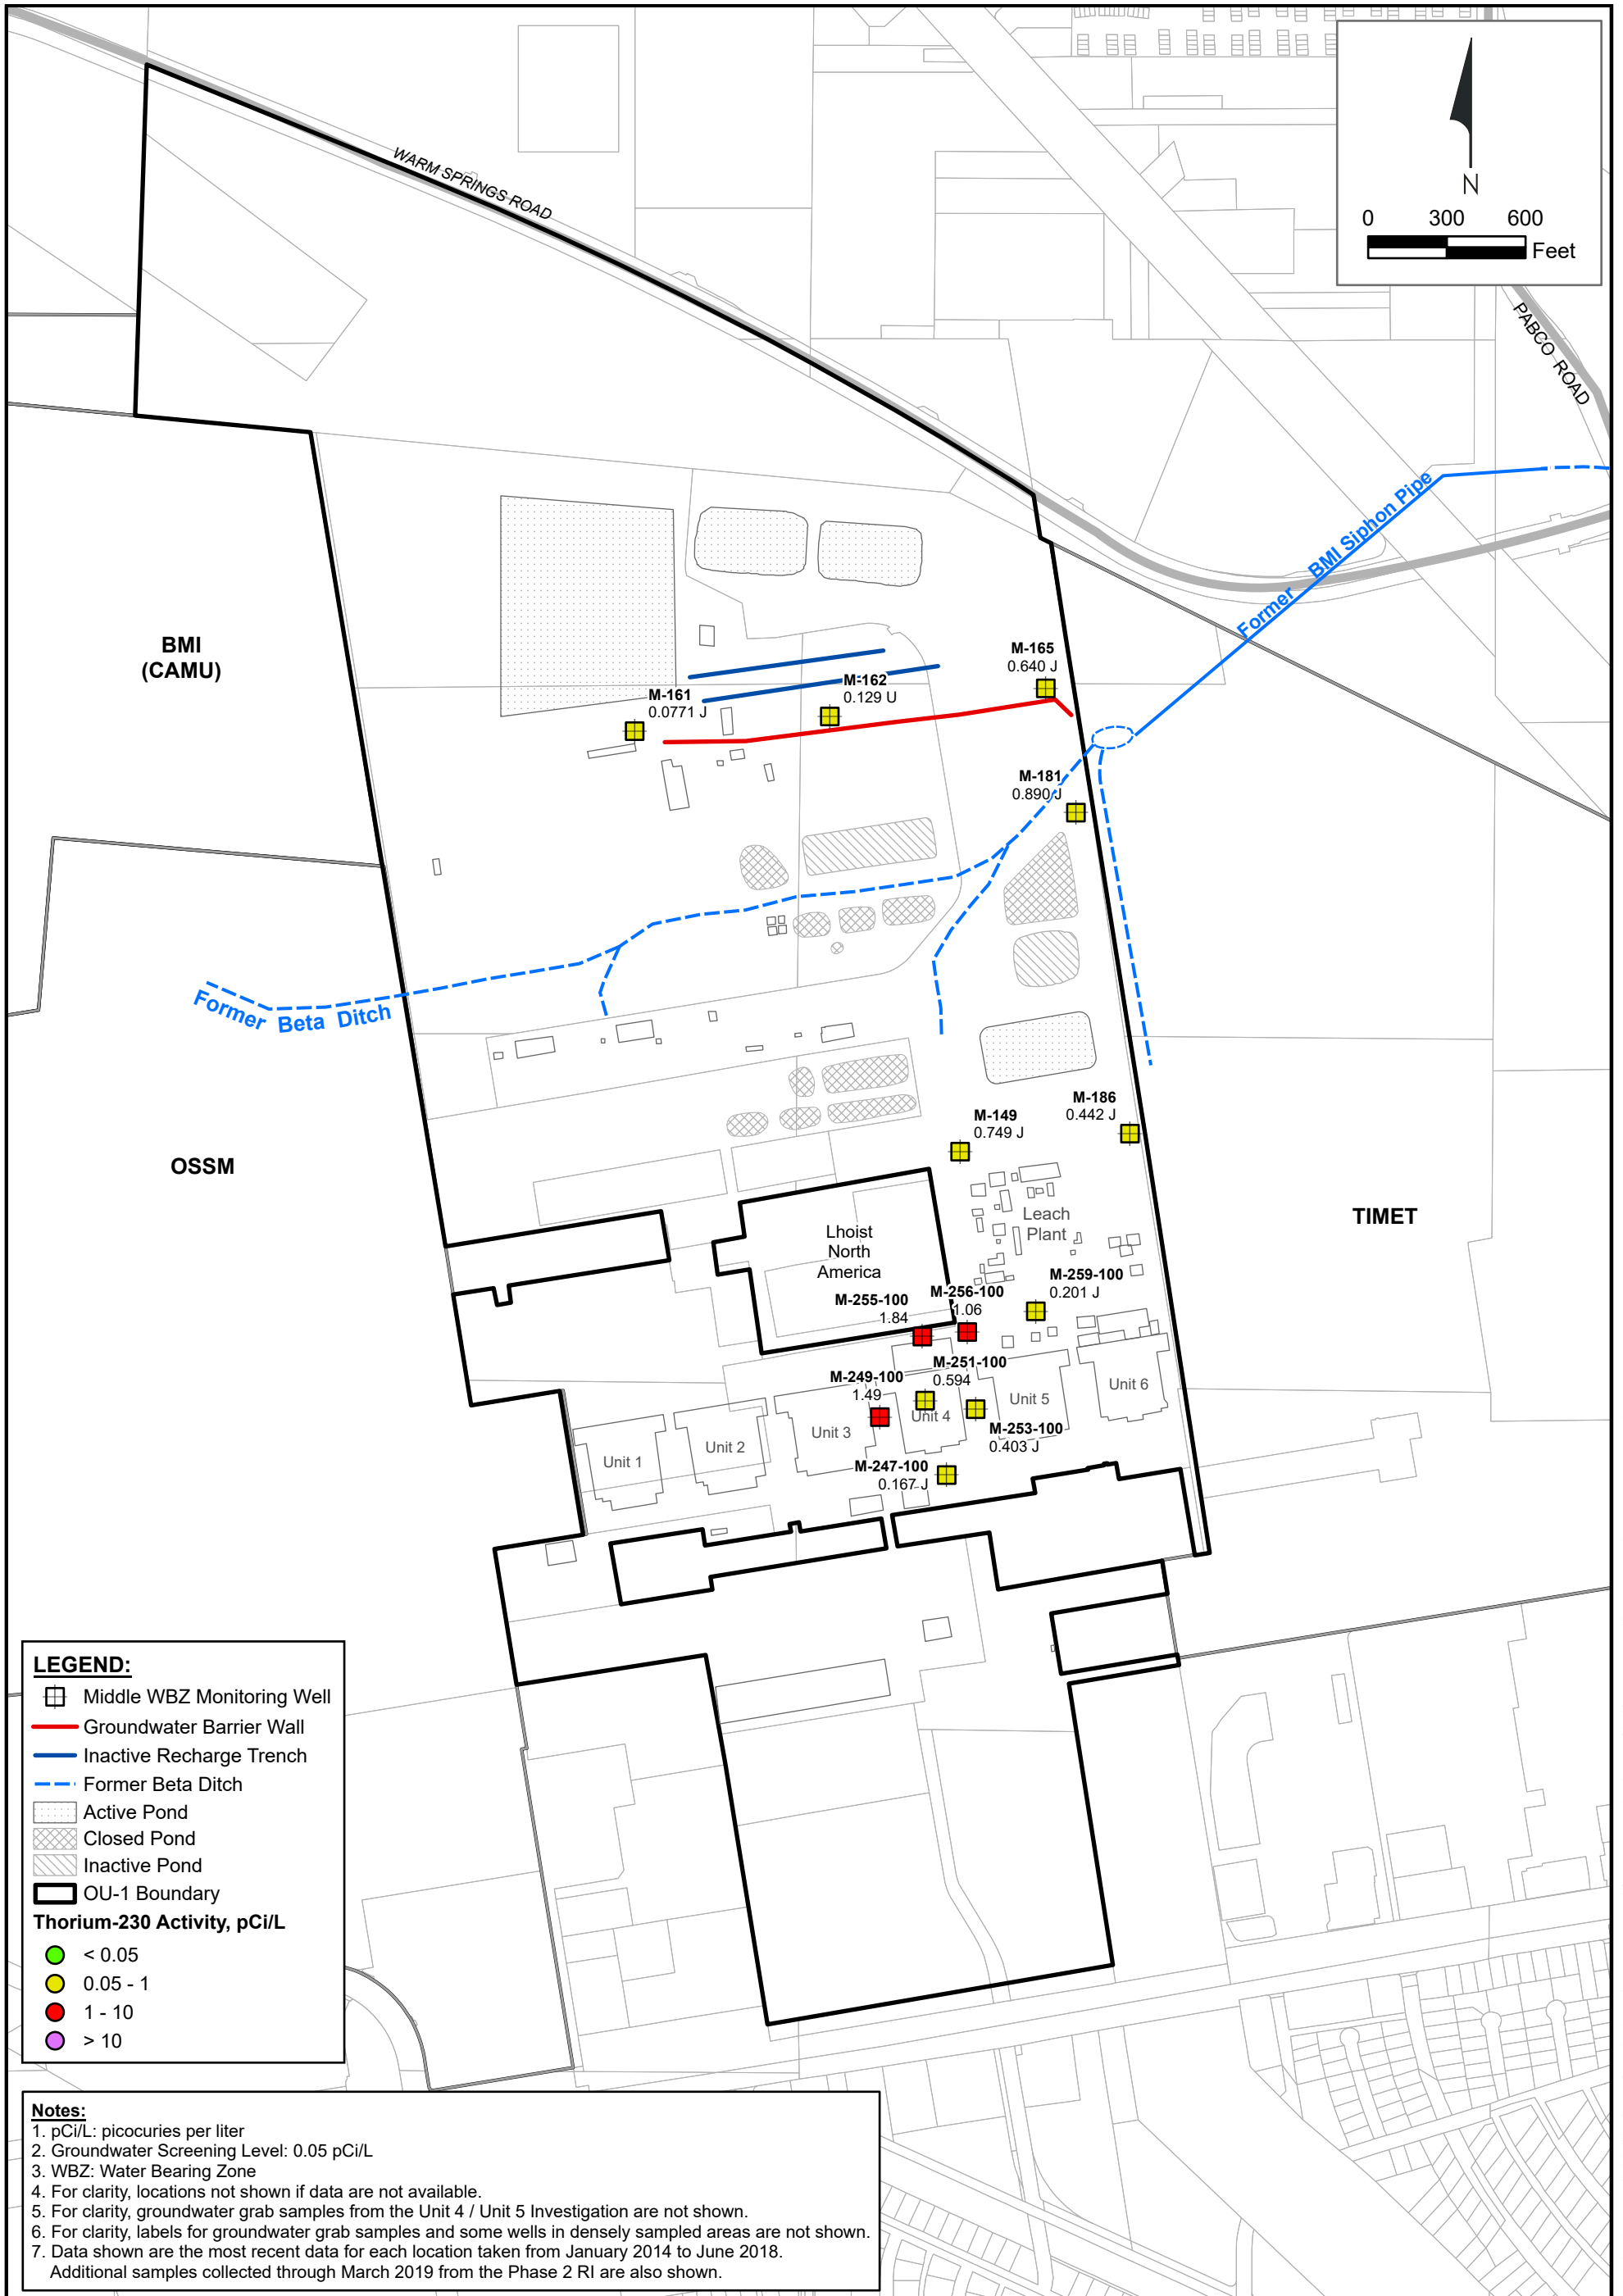 WARM SPRINGS ROAD
N
0 300 600
Feet
PABCO ROAD
Former BMI Siphon Pipe
BMI
(CAMU)
M-165
0.640 J
M-162
0.129 U
M-161
0.0771 J
M-181
0.890 J
Former Beta Ditch
M-186
0.442 J
M-149
0.749 J
OSSM
TIMET
Leach
Plant
Lhoist
North
America
M-259-100
0.201 J
M-256-100
1.06
M-255-100
1.84
M-251-100
0.594
M-249-100
1.49
Unit 6
Unit 5
Unit 4
Unit 3
Unit 2
Unit 1
M-253-100
0.403 J
M-247-100
0.167 J
LEGEND:
Middle WBZ Monitoring Well
Groundwater Barrier Wall
Inactive Recharge Trench
Former Beta Ditch
Active Pond
Closed Pond
Inactive Pond
OU-1 Boundary
Thorium-230 Activity, pCi/L
< 0.05
0.05 - 1
1 - 10
> 10
Notes:
1. pCi/L: picocuries per liter
2. Groundwater Screening Level: 0.05 pCi/L
3. WBZ: Water Bearing Zone
4. For clarity, locations not shown if data are not available.
5. For clarity, groundwater grab samples from the Unit 4 / Unit 5 Investigation are not shown.
6. For clarity, labels for groundwater grab samples and some wells in densely sampled areas are not shown.
7. Data shown are the most recent data for each location taken from January 2014 to June 2018.
Additional samples collected through March 2019 from the Phase 2 RI are also shown.